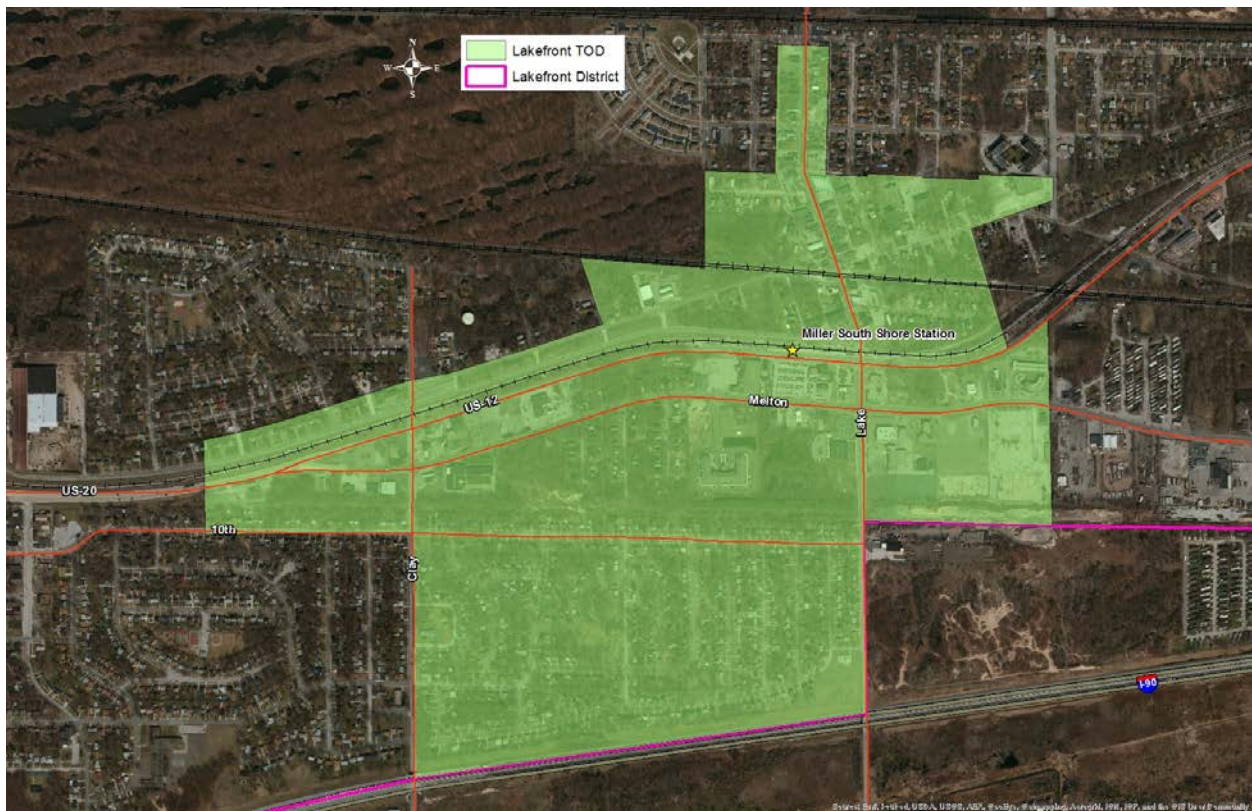 N
W E
S
Lakefront TOD
Lakefront District
Miller South Shore Station
US-12
Melton
Lake
US-20
10th
Clay
I-90